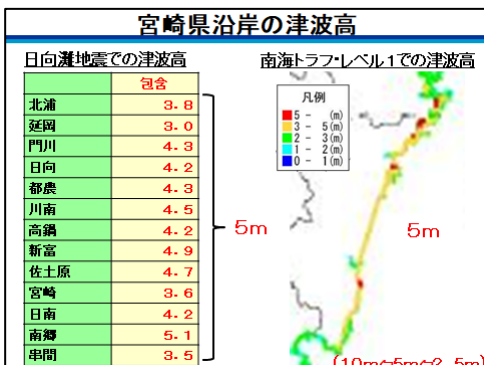 宮崎県沿岸の津波高
日向灘地震での津波高
包含
北浦 3.8
延岡 3.0
門川 4.3
日向 4.2
都農 4.3
川南 4.5
高鍋 4.2
新富 4.9
佐土原 4.7
宮崎 3.6
日南 4.2
南郷 5.1
串間 3.5
5m
南海トラフ・レベル1での津波高
凡例
5 - (m)
3 - 5(m)
2 - 3(m)
1 - 2(m)
0 - 1(m)
5m
(10m⇔5m⇔2.5m)